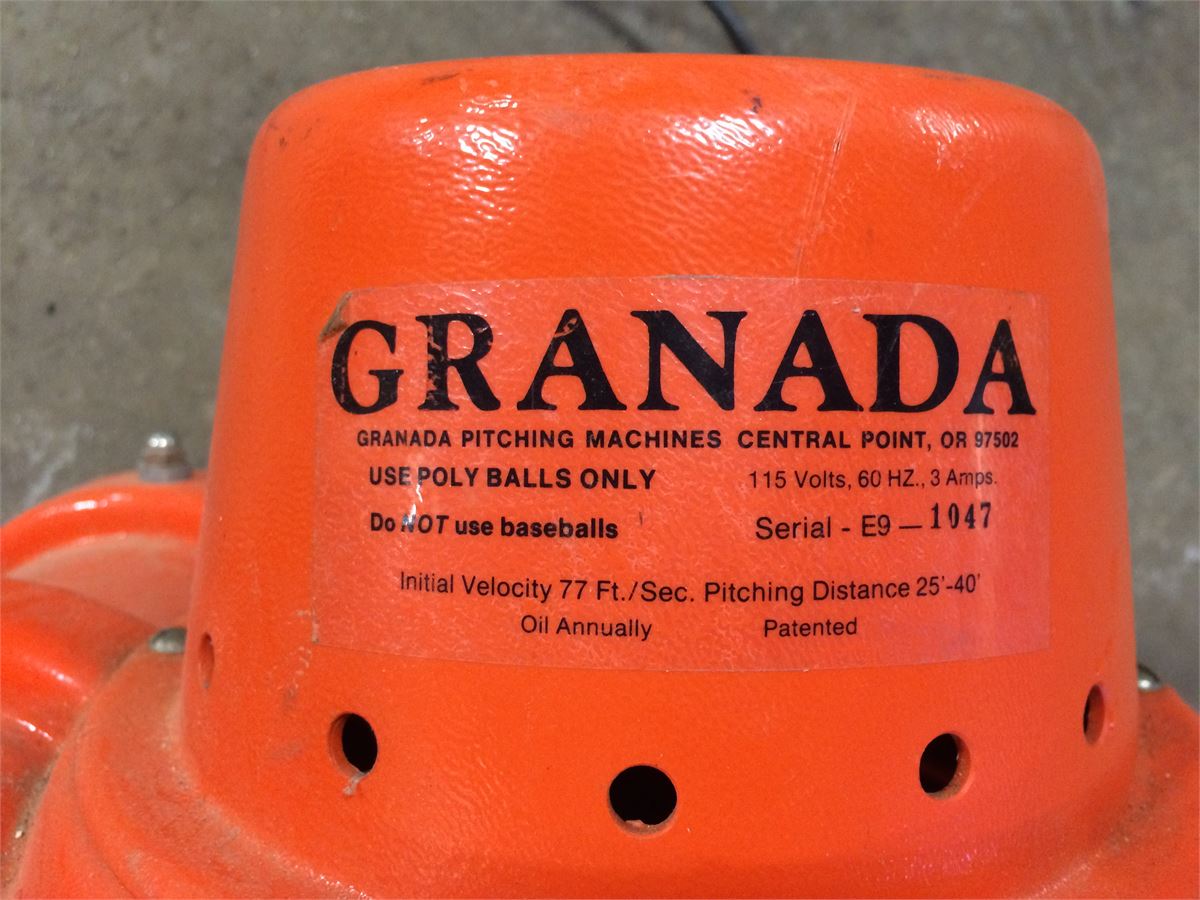 GRANADA
GRANADA PITCHING MACHINES CENTRAL POINT, OR 97502
USE POLY BALLS ONLY 115 Volts, 60 HZ., 3 Amps.
Do NOT use baseballs Serial - E9 — 1047
Initial Velocity 77 Ft./Sec. Pitching Distance 25'-40'
Oil Annually Patented